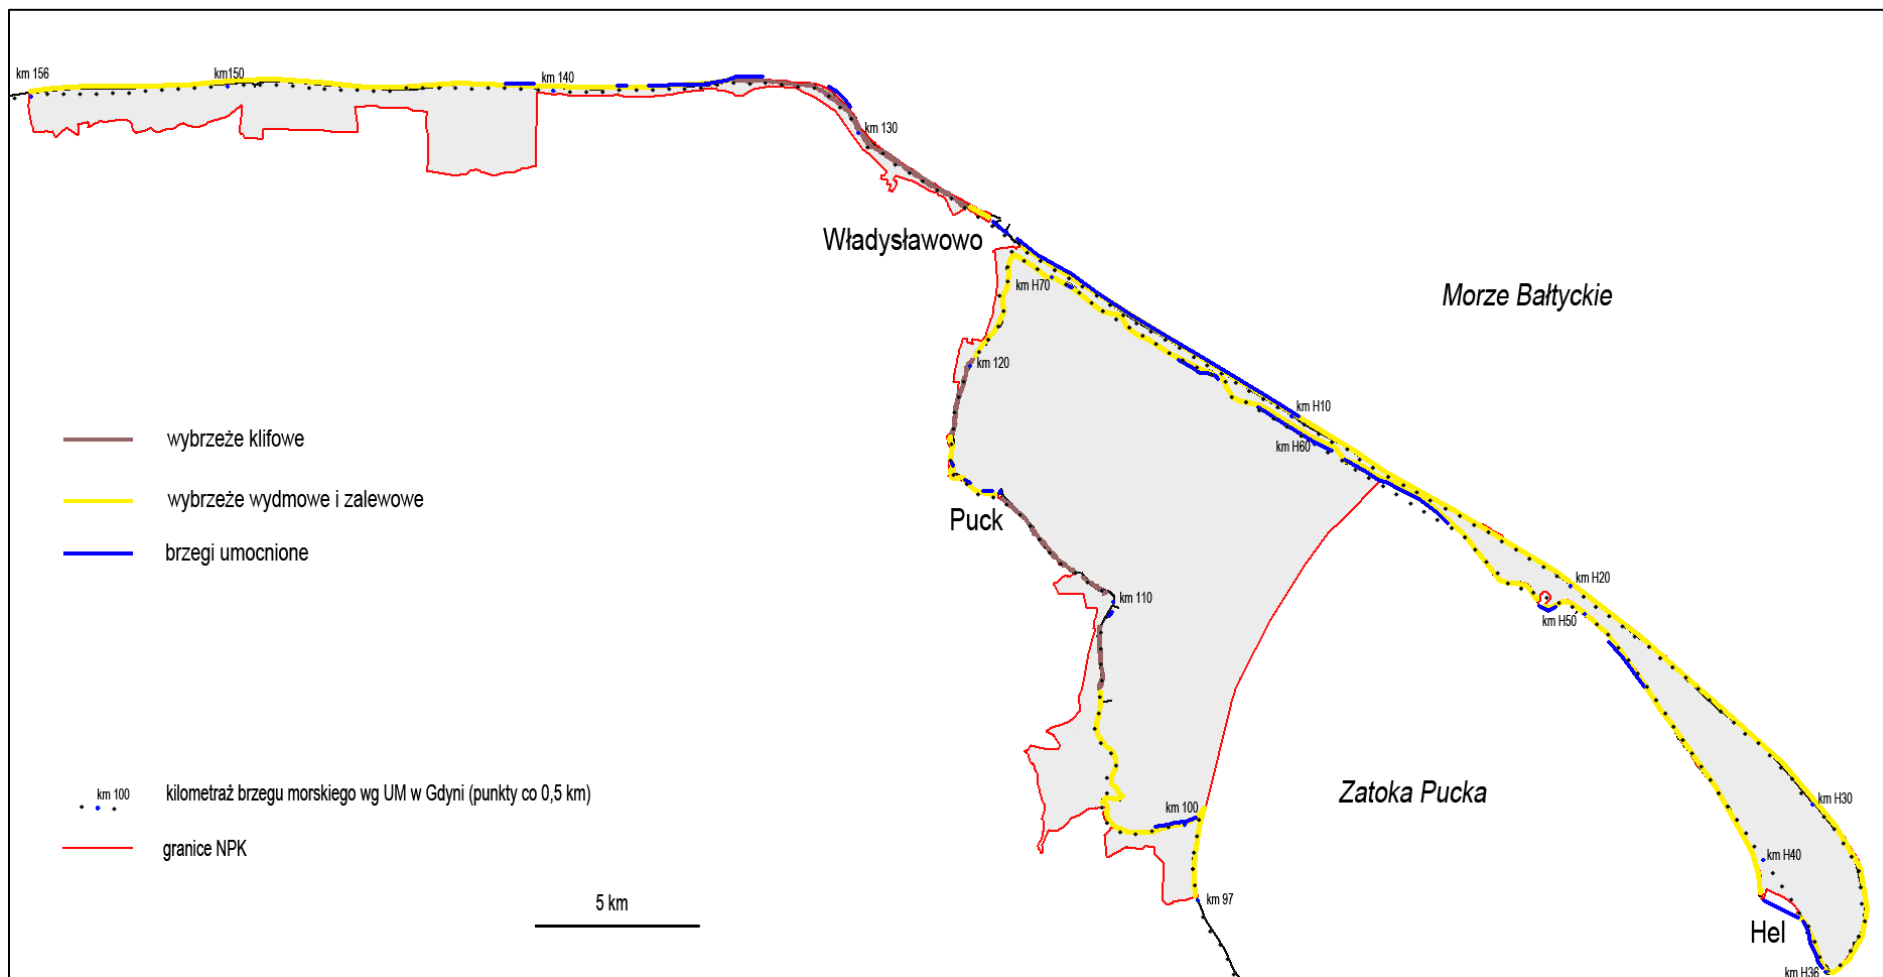 km 156
km150
km 140
km 130
Władysławowo
km H70
Morze Bałtyckie
km 120
km H10
wybrzeże klifowe
km H60
wybrzeże wydmowe i zalewowe
Puck
brzegi umocnione
km H20
km 110
km H50
km 100
kilometraż brzegu morskiego wg UM w Gdyni (punkty co 0,5 km)
Zatoka Pucka
km 100
km H30
granice NPK
km H40
5 km
km 97
Hel
km H36